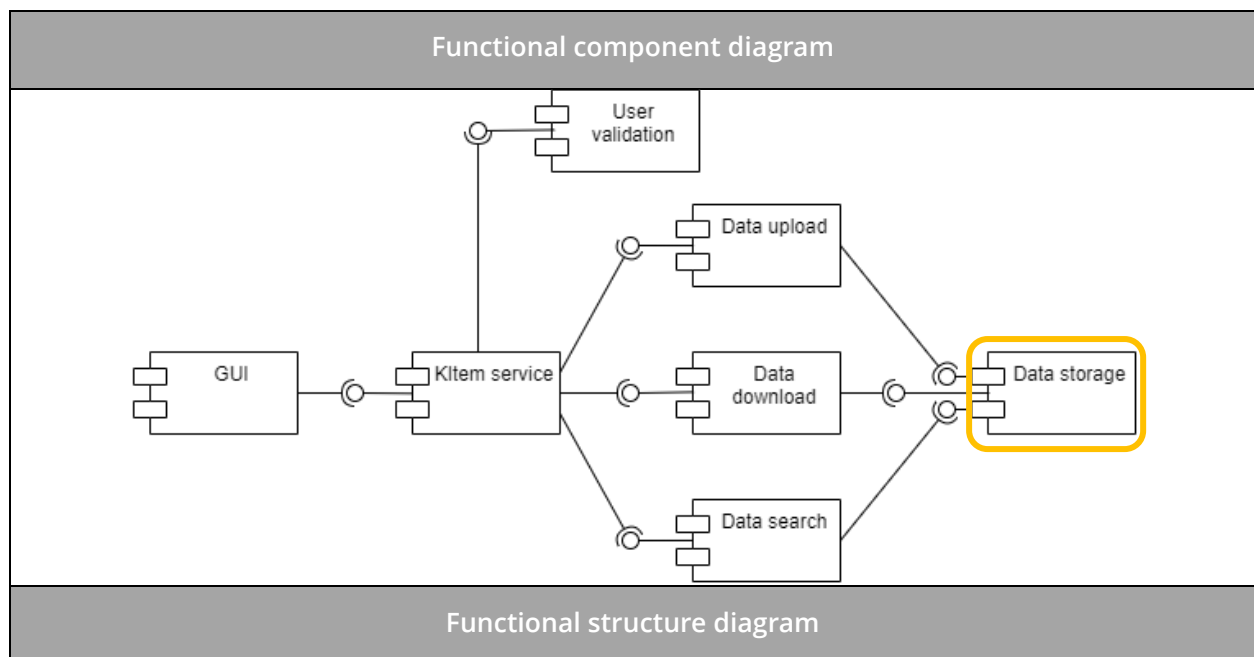 Functional component diagram
User
validation
Data upload
GUI
KItem service
Data
download
Data storage
Data search
Functional structure diagram